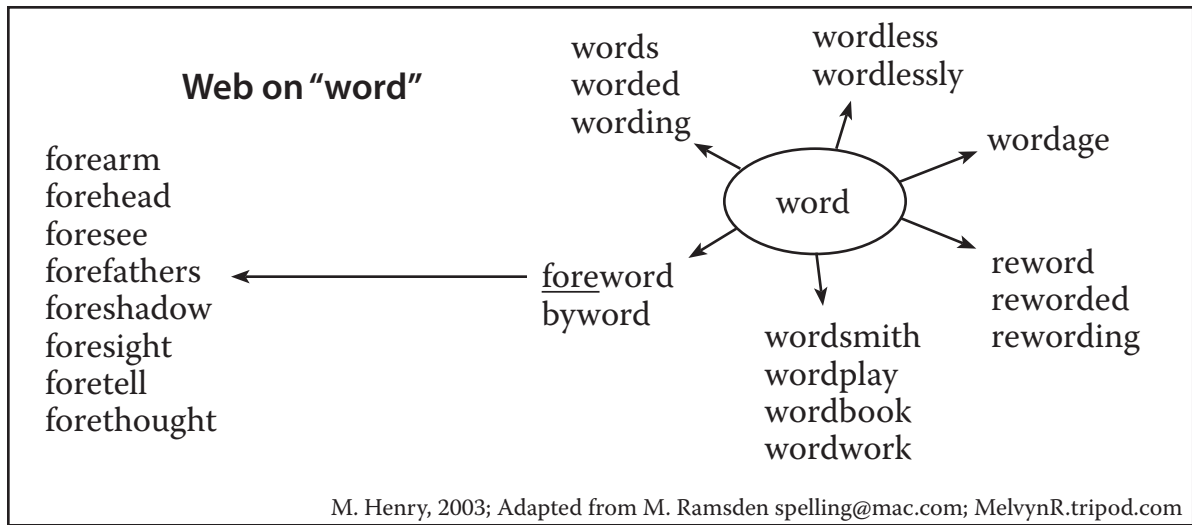 Web on “word”
words
worded
wording
wordless
wordlessly
wordage
word
forearm
forehead
foresee
forefathers
foreshadow
foresight
foretell
forethought
foreword
byword
wordsmith
wordplay
wordbook
wordwork
reword
reworded
rewording
M. Henry, 2003; Adapted from M. Ramsden spelling@mac.com; MelvynR.tripod.com